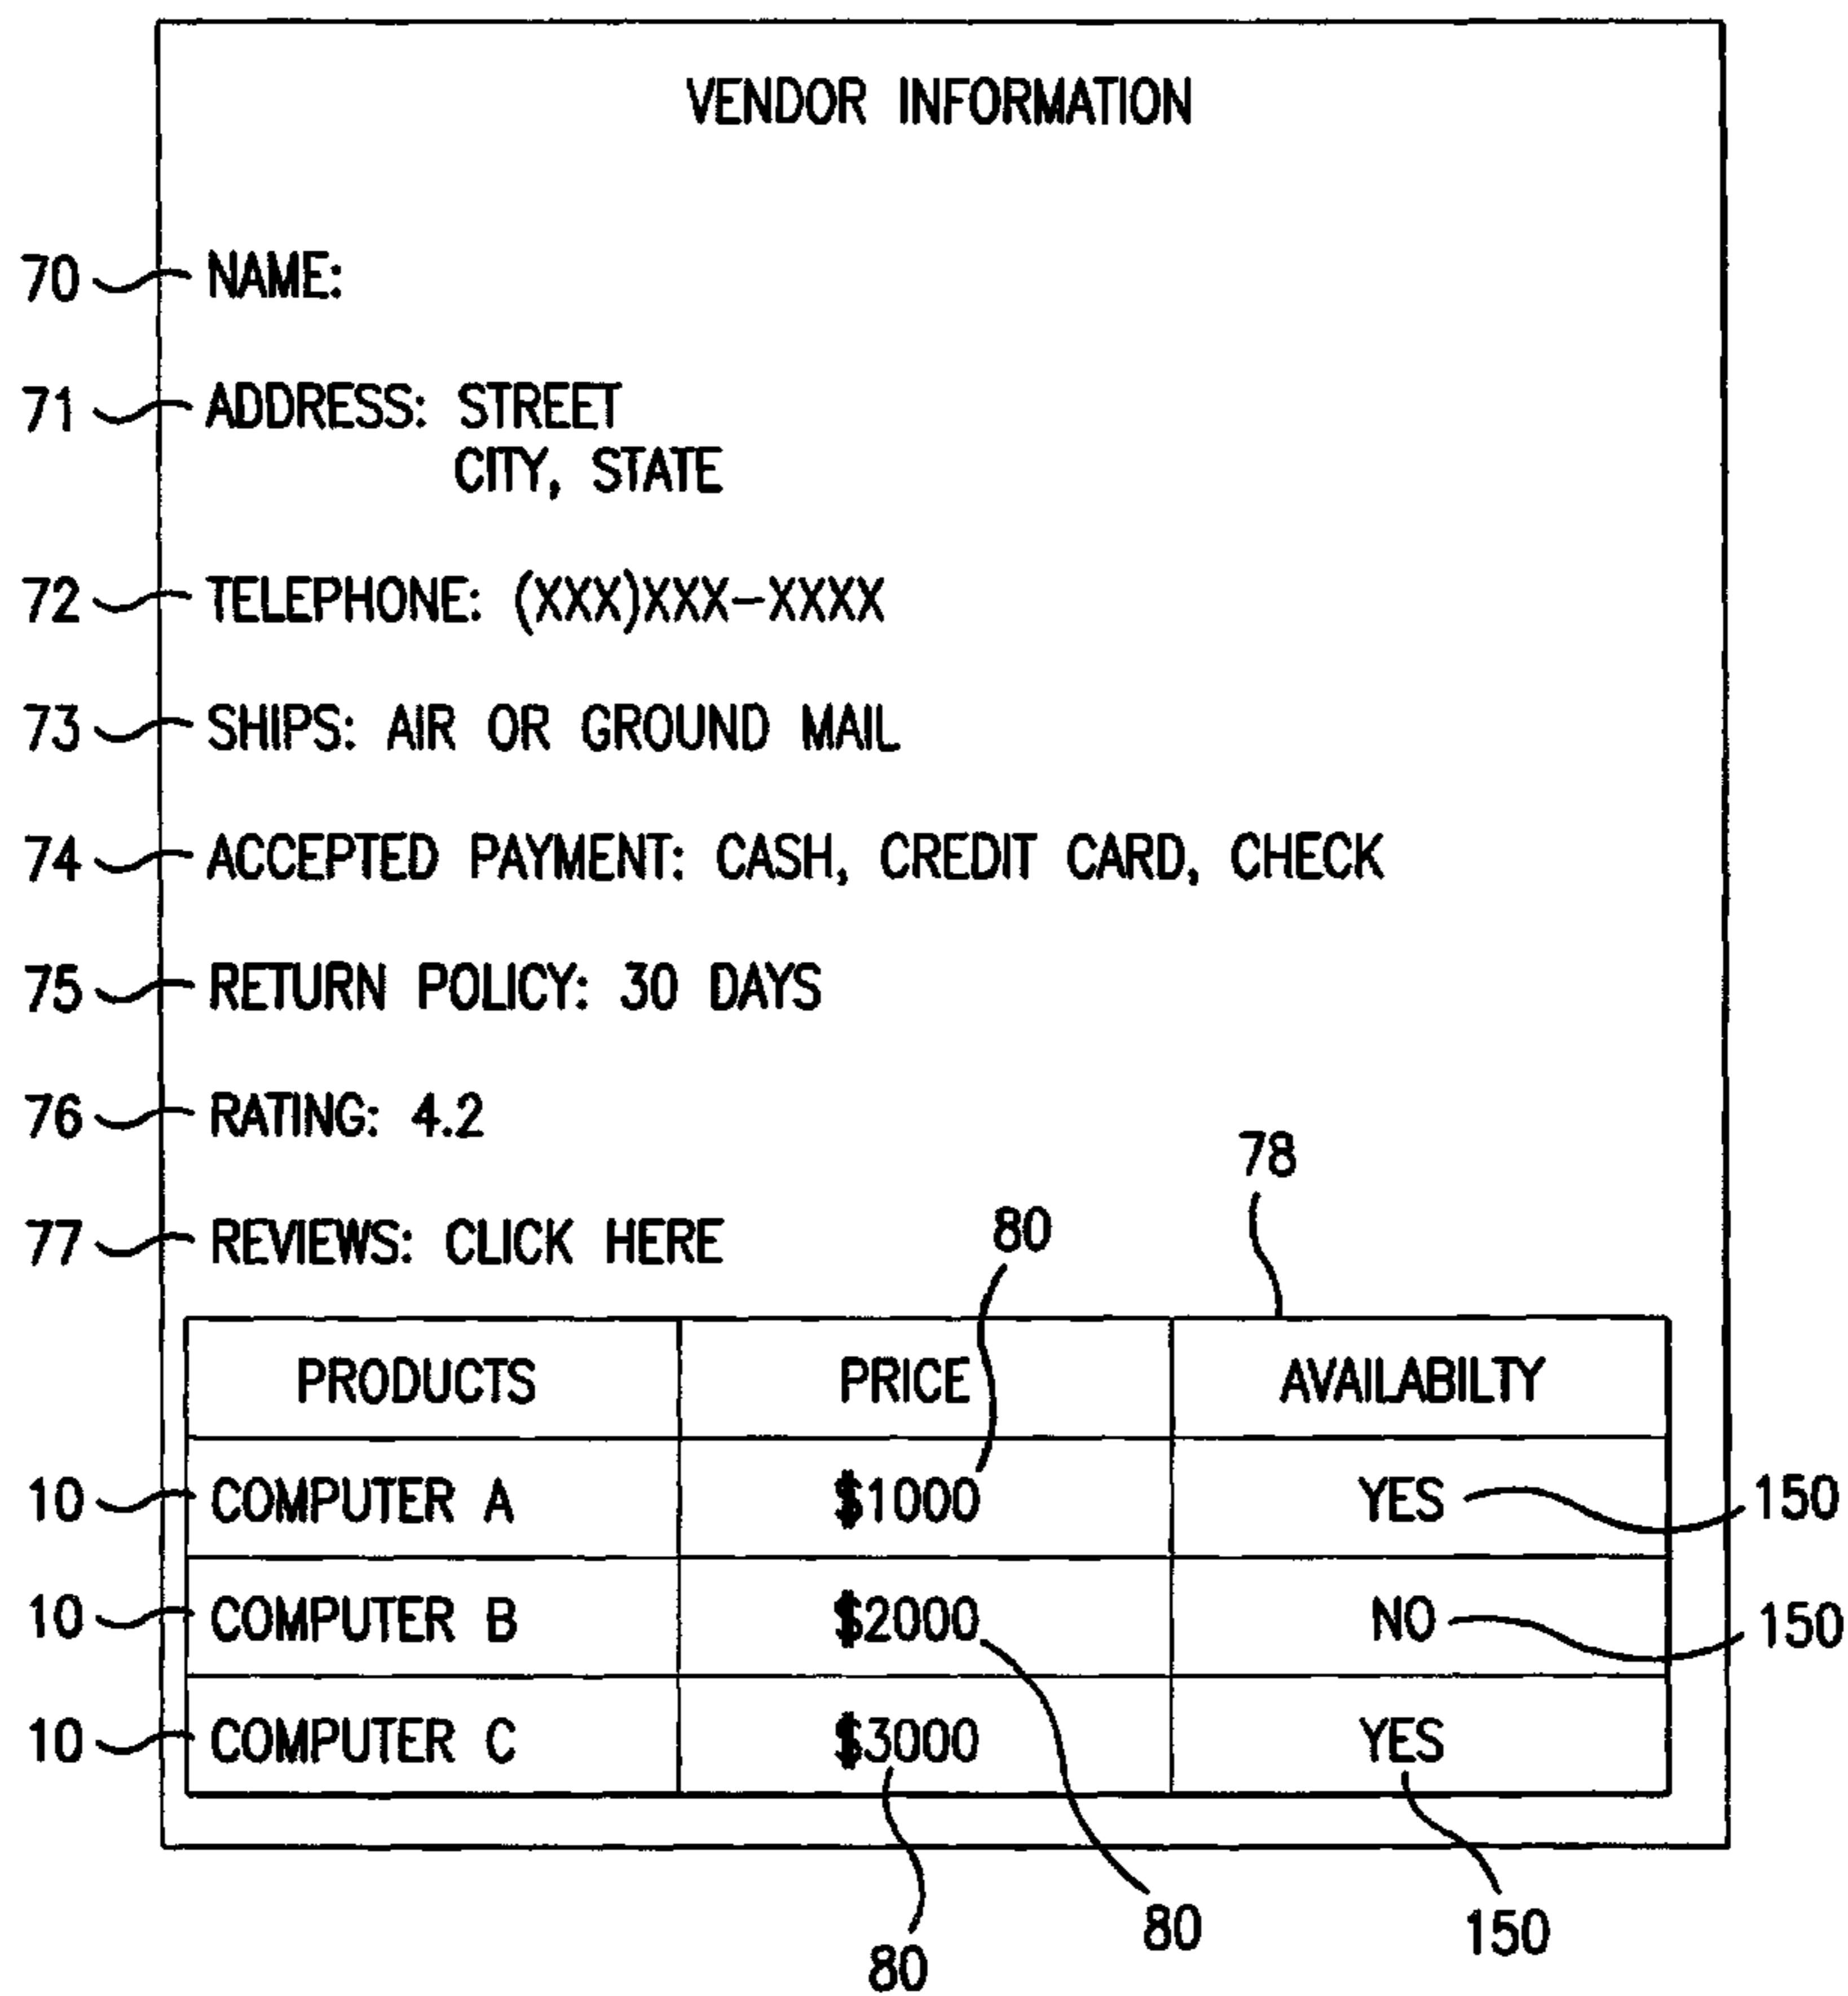 VENDOR INFORMATION
70 NAME:
71 ADDRESS: STREET
CITY, STATE
72 TELEPHONE: (XXX)XXX-XXXX
73 SHIPS: AIR OR GROUND MAIL
74 ACCEPTED PAYMENT: CASH, CREDIT CARD, CHECK
75 RETURN POLICY: 30 DAYS
76 RATING: 4.2
78
77 REVIEWS: CLICK HERE 80
PRODUCTS PRICE AVAILABILTY
10 COMPUTER A $1000 YES 150
10 COMPUTER B $2000 NO 150
10 COMPUTER C $3000 YES
80 80 150